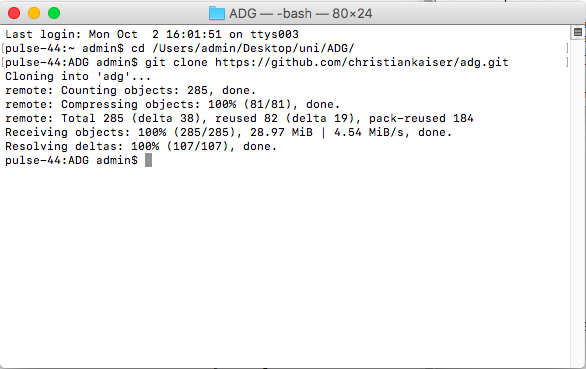 ADG — -bash — 80×24
Last login: Mon Oct  2 16:01:51 on ttys003
[pulse-44:~ admin$ cd /Users/admin/Desktop/uni/ADG/ ]
[pulse-44:ADG admin$ git clone https://github.com/christiankaiser/adg.git ]
Cloning into 'adg'...
remote: Counting objects: 285, done.
remote: Compressing objects: 100% (81/81), done.
remote: Total 285 (delta 38), reused 82 (delta 19), pack-reused 184
Receiving objects: 100% (285/285), 28.97 MiB | 4.54 MiB/s, done.
Resolving deltas: 100% (107/107), done.
pulse-44:ADG admin$